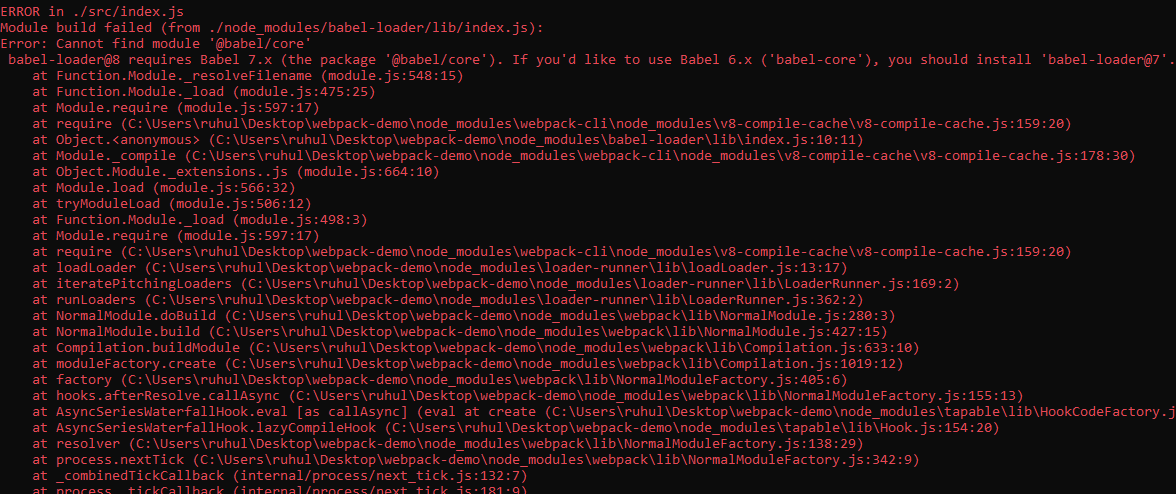 ERROR in ./src/index.js
Module build failed (from ./node_modules/babel-loader/lib/index.js):
Error: Cannot find module '@babel/core'
 babel-loader@8 requires Babel 7.x (the package '@babel/core'). If you'd like to use Babel 6.x ('babel-core'), you should install 'babel-loader@7'.
    at Function.Module._resolveFilename (module.js:548:15)
    at Function.Module._load (module.js:475:25)
    at Module.require (module.js:597:17)
    at require (C:\Users\ruhul\Desktop\webpack-demo\node_modules\webpack-cli\node_modules\v8-compile-cache\v8-compile-cache.js:159:20)
    at Object.<anonymous> (C:\Users\ruhul\Desktop\webpack-demo\node_modules\babel-loader\lib\index.js:10:11)
    at Module._compile (C:\Users\ruhul\Desktop\webpack-demo\node_modules\webpack-cli\node_modules\v8-compile-cache\v8-compile-cache.js:178:30)
    at Object.Module._extensions..js (module.js:664:10)
    at Module.load (module.js:566:32)
    at tryModuleLoad (module.js:506:12)
    at Function.Module._load (module.js:498:3)
    at Module.require (module.js:597:17)
    at require (C:\Users\ruhul\Desktop\webpack-demo\node_modules\webpack-cli\node_modules\v8-compile-cache\v8-compile-cache.js:159:20)
    at loadLoader (C:\Users\ruhul\Desktop\webpack-demo\node_modules\loader-runner\lib\loadLoader.js:13:17)
    at iteratePitchingLoaders (C:\Users\ruhul\Desktop\webpack-demo\node_modules\loader-runner\lib\LoaderRunner.js:169:2)
    at runLoaders (C:\Users\ruhul\Desktop\webpack-demo\node_modules\loader-runner\lib\LoaderRunner.js:362:2)
    at NormalModule.doBuild (C:\Users\ruhul\Desktop\webpack-demo\node_modules\webpack\lib\NormalModule.js:280:3)
    at NormalModule.build (C:\Users\ruhul\Desktop\webpack-demo\node_modules\webpack\lib\NormalModule.js:427:15)
    at Compilation.buildModule (C:\Users\ruhul\Desktop\webpack-demo\node_modules\webpack\lib\Compilation.js:633:10)
    at moduleFactory.create (C:\Users\ruhul\Desktop\webpack-demo\node_modules\webpack\lib\Compilation.js:1019:12)
    at factory (C:\Users\ruhul\Desktop\webpack-demo\node_modules\webpack\lib\NormalModuleFactory.js:405:6)
    at hooks.afterResolve.callAsync (C:\Users\ruhul\Desktop\webpack-demo\node_modules\webpack\lib\NormalModuleFactory.js:155:13)
    at AsyncSeriesWaterfallHook.eval [as callAsync] (eval at create (C:\Users\ruhul\Desktop\webpack-demo\node_modules\tapable\lib\HookCodeFactory.j
    at AsyncSeriesWaterfallHook.lazyCompileHook (C:\Users\ruhul\Desktop\webpack-demo\node_modules\tapable\lib\Hook.js:154:20)
    at resolver (C:\Users\ruhul\Desktop\webpack-demo\node_modules\webpack\lib\NormalModuleFactory.js:138:29)
    at process.nextTick (C:\Users\ruhul\Desktop\webpack-demo\node_modules\webpack\lib\NormalModuleFactory.js:342:9)
    at _combinedTickCallback (internal/process/next_tick.js:132:7)
    at process._tickCallback (internal/process/next_tick.js:181:9)